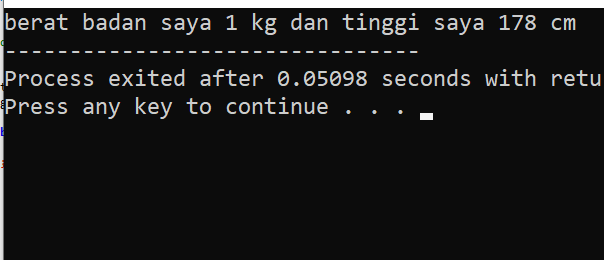 berat badan saya 1 kg dan tinggi saya 178 cm
--------------------------------
Process exited after 0.05098 seconds with retu
Press any key to continue . . .